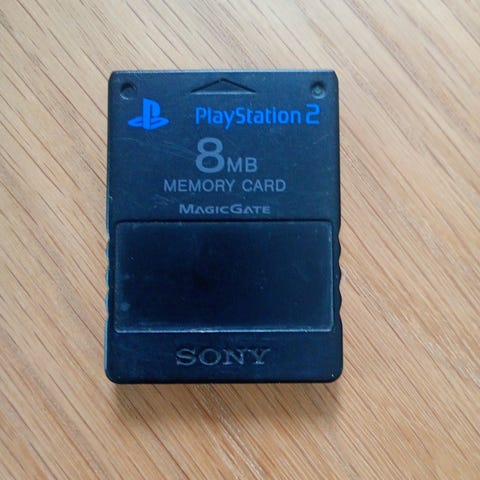 PlayStation 2
8MB
MEMORY CARD
MAGICGATE
SONY